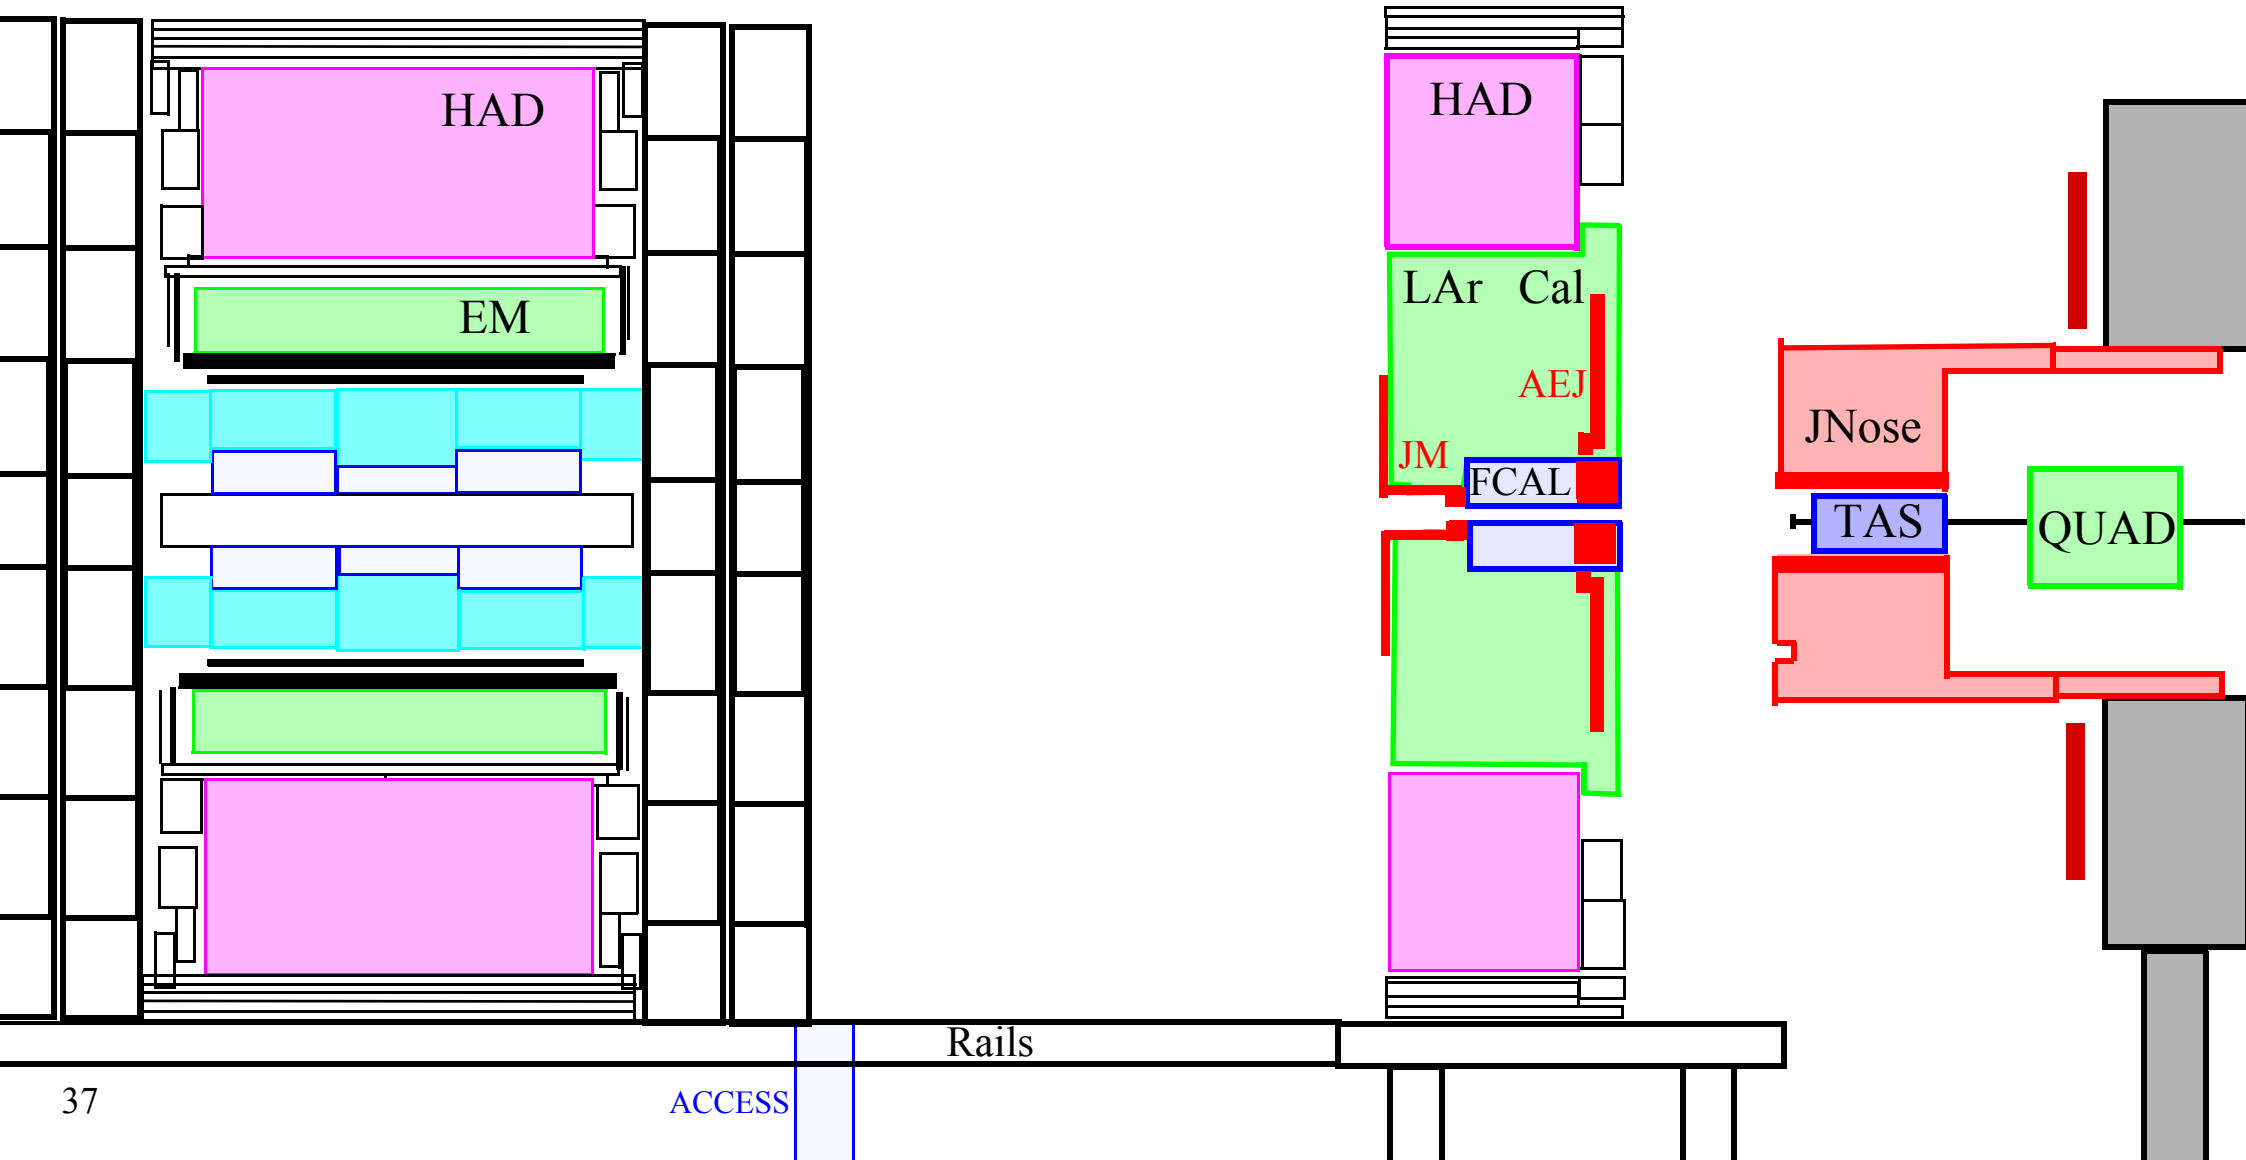 HAD
HAD
EM
LAr Cal
AEJ
JM
JNose
FCAL
TAS
QUAD
Rails
37
ACCESS